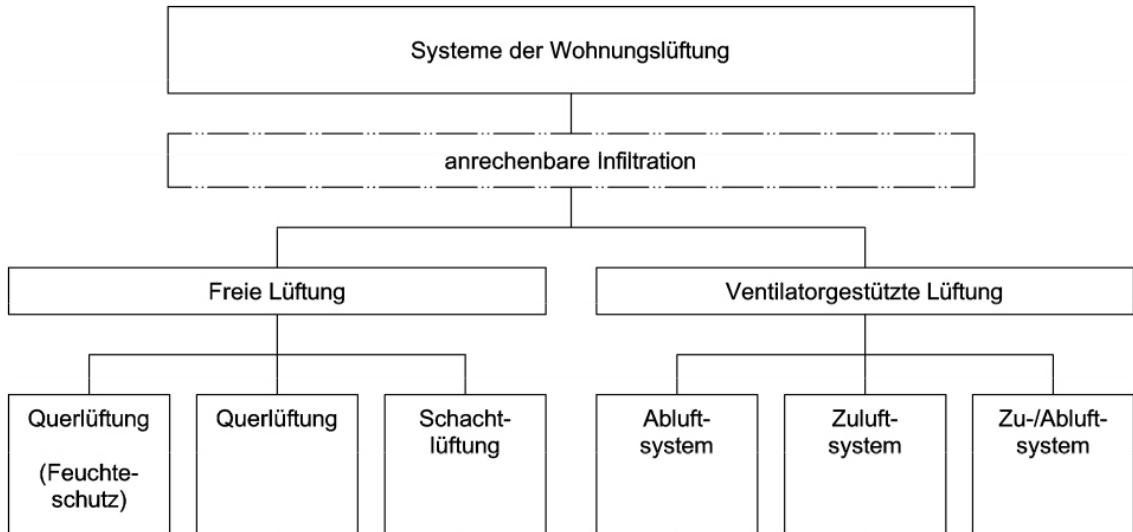 Systeme der Wohnungslüftung
anrechenbare Infiltration
Freie Lüftung
Ventilatorgestützte Lüftung
Querlüftung
(Feuchte-
schutz)
Querlüftung
Schacht-
lüftung
Abluft-
system
Zuluft-
system
Zu-/Abluft-
system